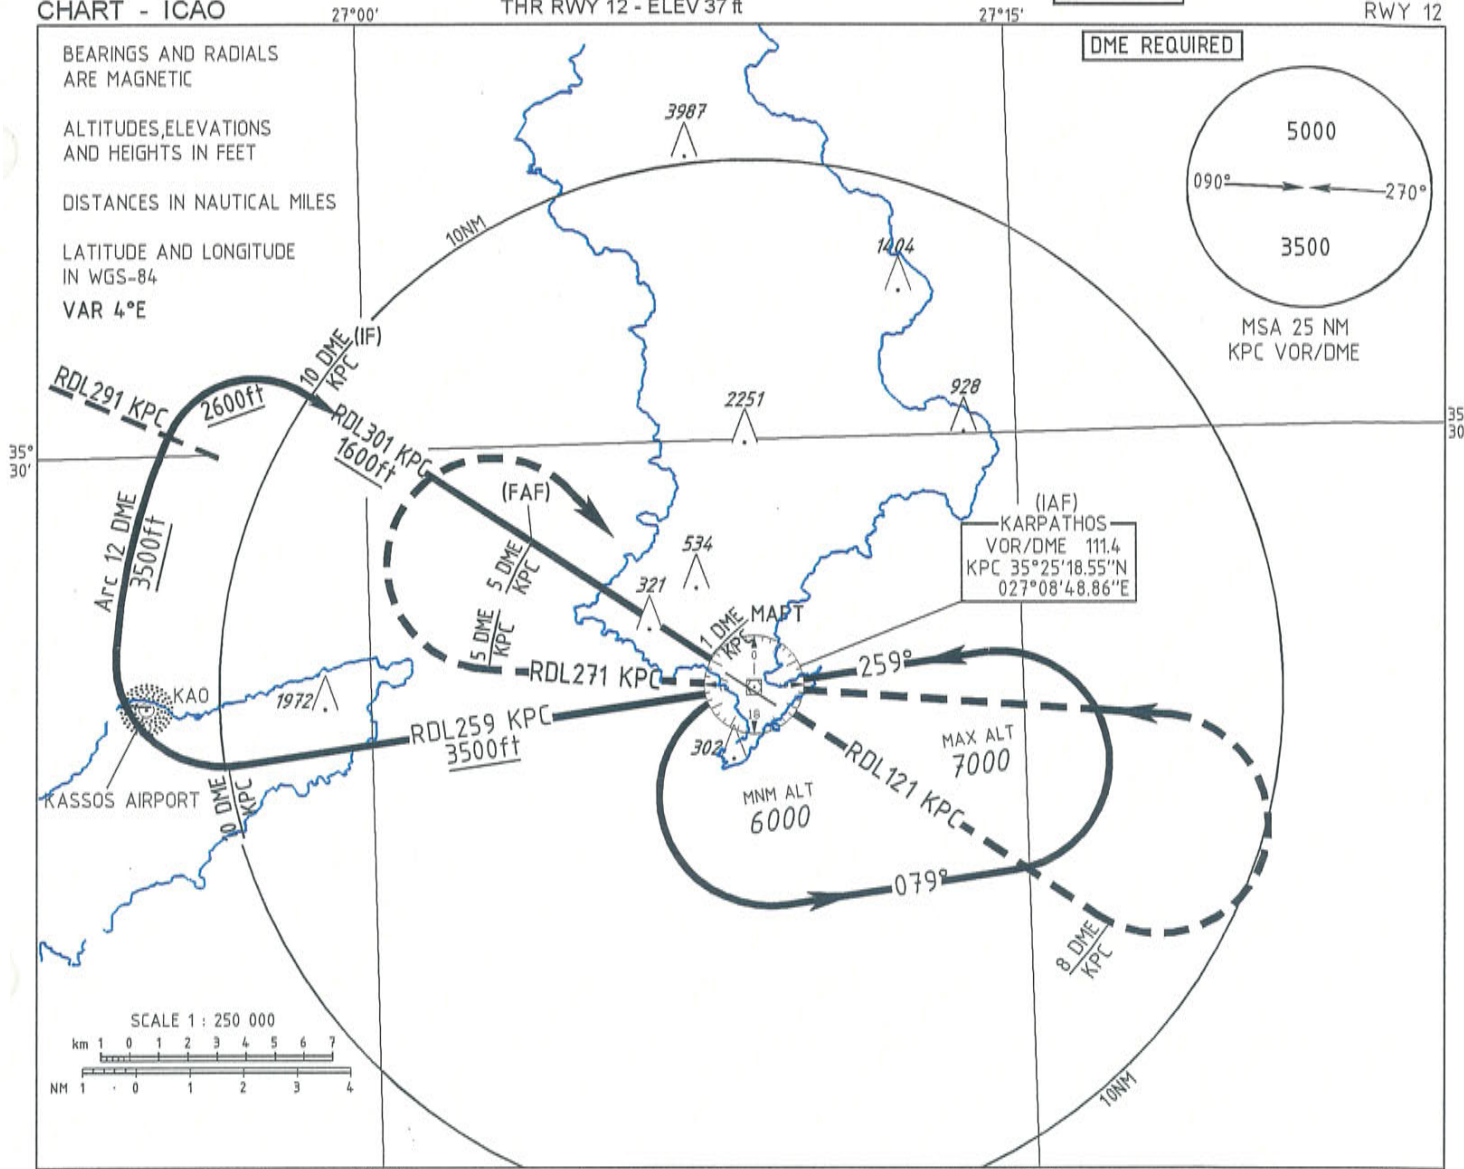 CHART - ICAO
THR RWY 12 - ELEV 37 ft
RWY 12
27°00'
27°15'
BEARINGS AND RADIALS
ARE MAGNETIC
ALTITUDES,ELEVATIONS
AND HEIGHTS IN FEET
DISTANCES IN NAUTICAL MILES
LATITUDE AND LONGITUDE
IN WGS-84
VAR 4°E
DME REQUIRED
5000
090°
270°
3500
MSA 25 NM
KPC VOR/DME
3987
10NM
1404
10 DME
KPC
(IF)
RDL291 KPC
2600ft
RDL301 KPC
1600ft
2251
928
35°
30'
35
30
(FAF)
5 DME
KPC
Arc 12 DME
3500ft
534
321
(IAF)
KARPATHOS
VOR/DME 111.4
KPC 35°25'18.55"N
027°08'48.86"E
5 DME
KPC
1 DME
KPC
MAPT
0
18
RDL271 KPC
259°
KAO
1972
RDL259 KPC
3500ft
302
MAX ALT
7000
MNM ALT
6000
RDL121 KPC
KASSOS AIRPORT
10 DME
KPC
079°
8 DME
KPC
10NM
SCALE 1 : 250 000
km 1 0 1 2 3 4 5 6 7
NM 1 0 1 2 3 4